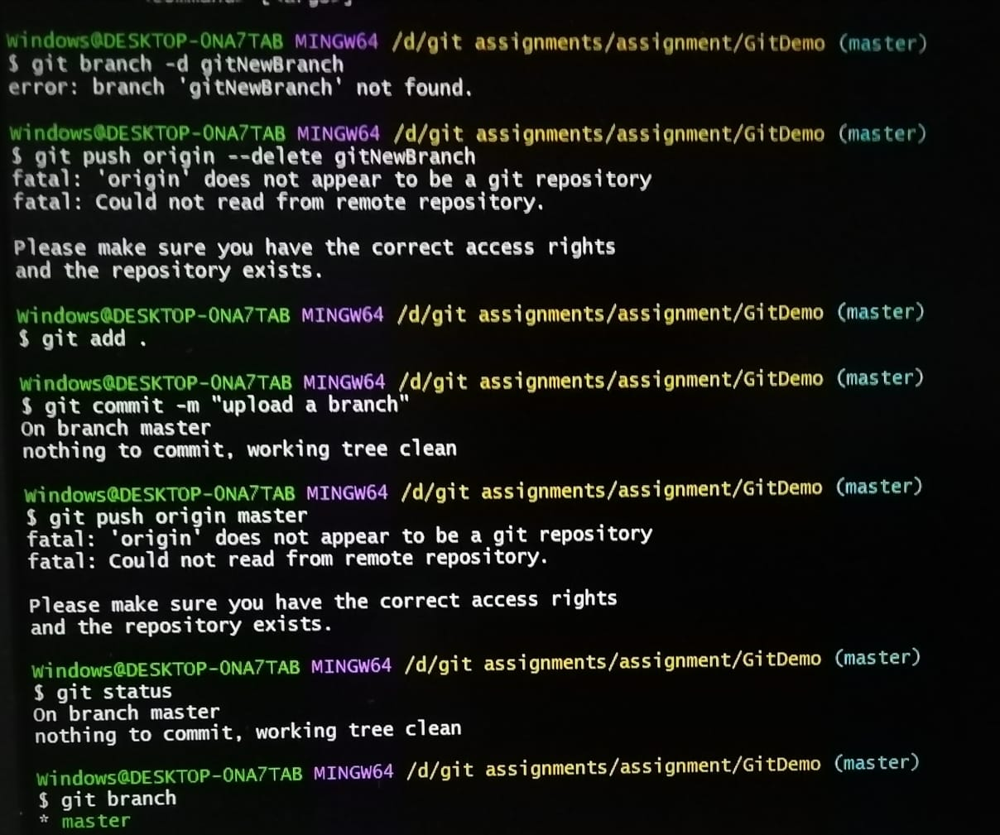 Windows@DESKTOP-0NA7TAB MINGW64 /d/git assignments/assignment/GitDemo (master)
$ git branch -d gitNewBranch
error: branch 'gitNewBranch' not found.
Windows@DESKTOP-0NA7TAB MINGW64 /d/git assignments/assignment/GitDemo (master)
$ git push origin --delete gitNewBranch
fatal: 'origin' does not appear to be a git repository
fatal: Could not read from remote repository.
Please make sure you have the correct access rights
and the repository exists.
Windows@DESKTOP-0NA7TAB MINGW64 /d/git assignments/assignment/GitDemo (master)
$ git add .
Windows@DESKTOP-0NA7TAB MINGW64 /d/git assignments/assignment/GitDemo (master)
$ git commit -m "upload a branch"
On branch master
nothing to commit, working tree clean
Windows@DESKTOP-0NA7TAB MINGW64 /d/git assignments/assignment/GitDemo (master)
$ git push origin master
fatal: 'origin' does not appear to be a git repository
fatal: Could not read from remote repository.
Please make sure you have the correct access rights
and the repository exists.
Windows@DESKTOP-0NA7TAB MINGW64 /d/git assignments/assignment/GitDemo (master)
$ git status
On branch master
nothing to commit, working tree clean
Windows@DESKTOP-0NA7TAB MINGW64 /d/git assignments/assignment/GitDemo (master)
$ git branch
* master